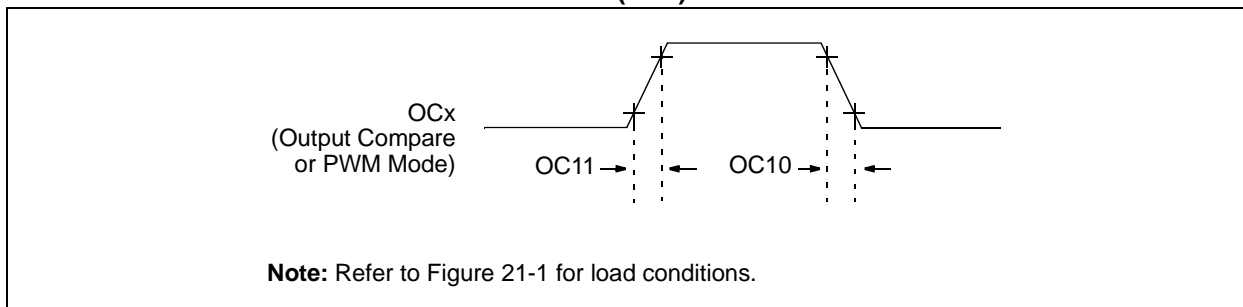 OCx
(Output Compare
or PWM Mode)
OC11
OC10
Note: Refer to Figure 21-1 for load conditions.